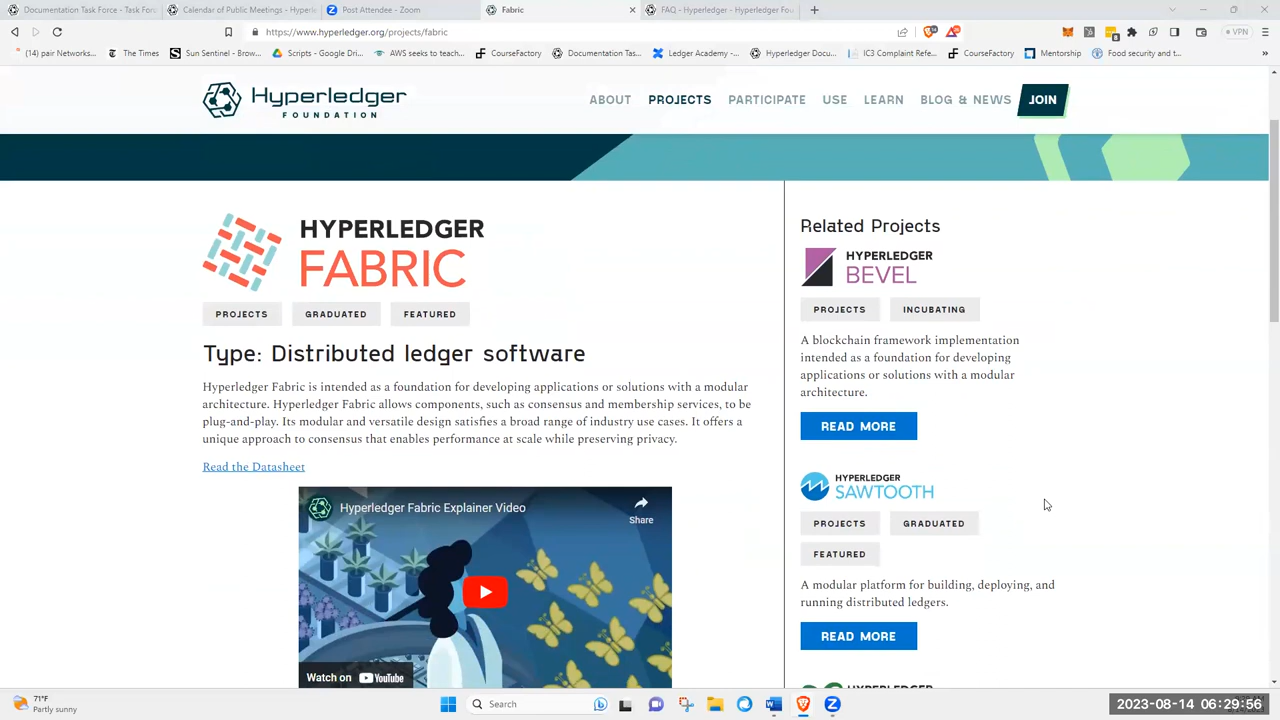 Documentation Task Force - Task For
Calendar of Public Meetings - Hyperl
Post Attendee - Zoom
Fabric
FAQ - Hyperledger - Hyperledger Fou
https://www.hyperledger.org/projects/fabric
VPN
(14) pair Networks...
The Times
Sun Sentinel - Brow...
Scripts - Google Dri...
AWS seeks to teach...
CourseFactory
Documentation Tas...
Ledger Academy -...
Hyperledger Docu...
IC3 Complaint Refe...
CourseFactory
Mentorship
Food security and t...
Hyperledger
FOUNDATION
ABOUT
PROJECTS
PARTICIPATE
USE
LEARN
BLOG & NEWS
JOIN
HYPERLEDGER
FABRIC
PROJECTS
GRADUATED
FEATURED
Type: Distributed ledger software
Hyperledger Fabric is intended as a foundation for developing applications or solutions with a modular
architecture. Hyperledger Fabric allows components, such as consensus and membership services, to be
plug-and-play. Its modular and versatile design satisfies a broad range of industry use cases. It offers a
unique approach to consensus that enables performance at scale while preserving privacy.
Read the Datasheet
Hyperledger Fabric Explainer Video
Share
Watch on YouTube
Related Projects
HYPERLEDGER
BEVEL
PROJECTS
INCUBATING
A blockchain framework implementation
intended as a foundation for developing
applications or solutions with a modular
architecture.
READ MORE
HYPERLEDGER
SAWTOOTH
PROJECTS
GRADUATED
FEATURED
A modular platform for building, deploying, and
running distributed ledgers.
READ MORE
HYPERLEDGER
71°F
Partly sunny
Search
2023-08-14 06:29:56